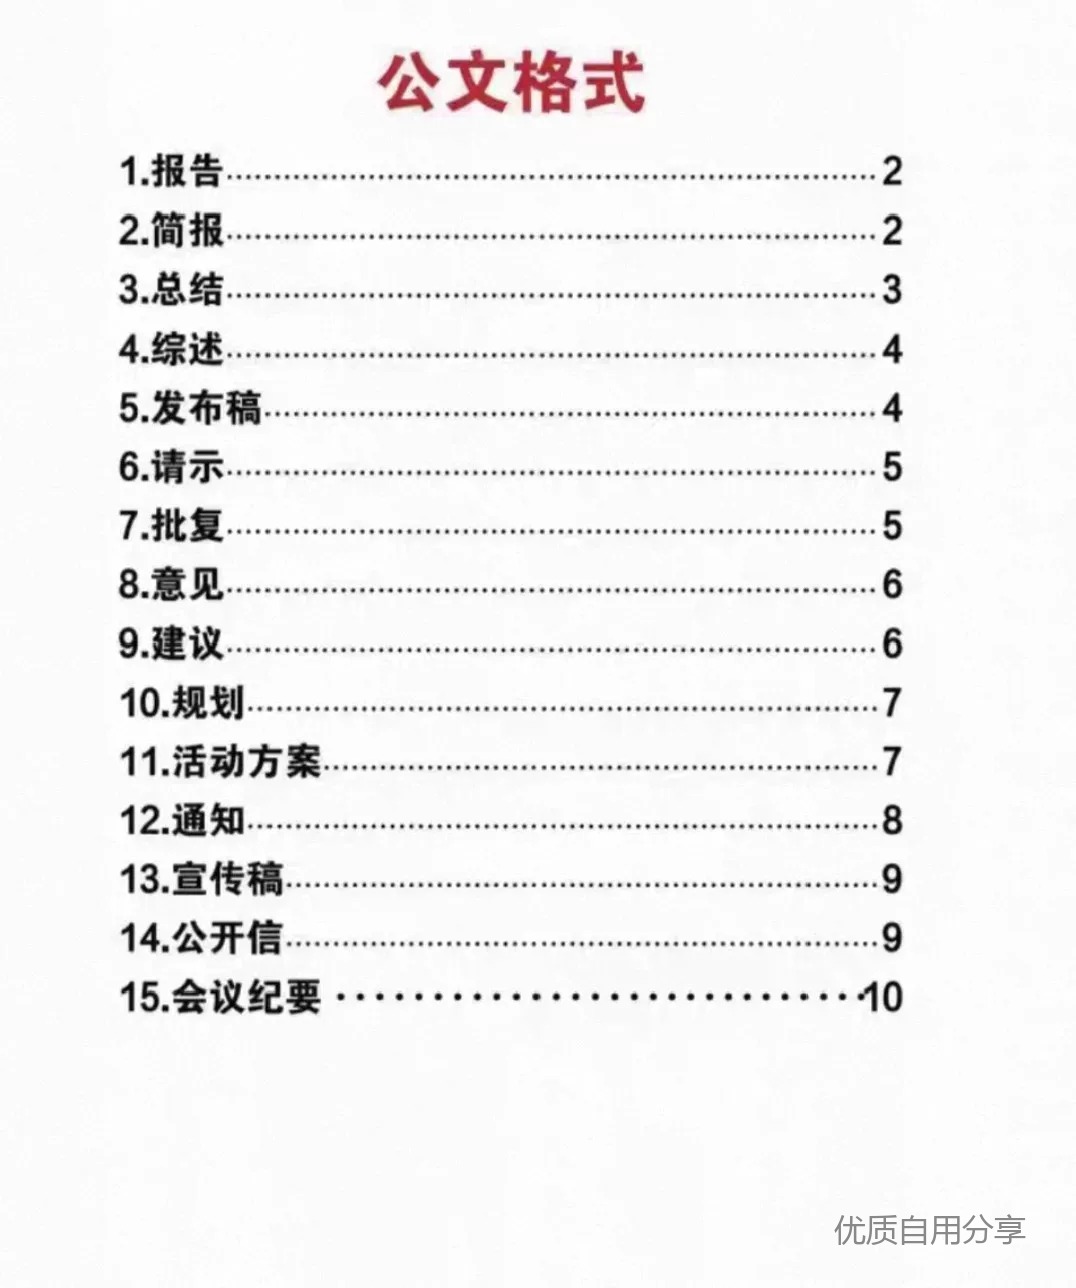 公文格式
1.报告................................................2
2.简报................................................2
3.总结................................................3
4.综述................................................4
5.发布稿................................................4
6.请示................................................5
7.批复................................................5
8.意见................................................6
9.建议................................................6
10.规划................................................7
11.活动方案................................................7
12.通知................................................8
13.宣传稿................................................9
14.公开信................................................9
15.会议纪要···························10
优质自用分享